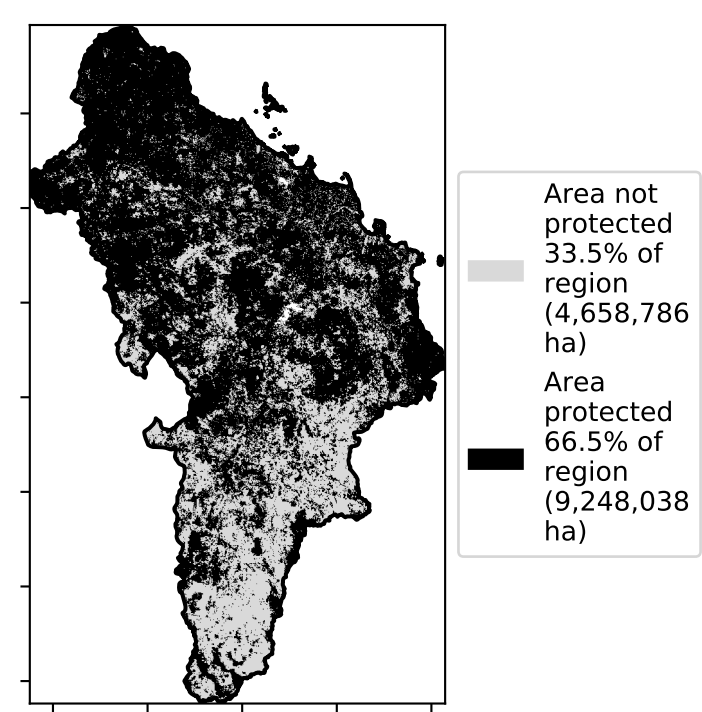 Area not
protected
33.5% of
region
(4,658,786
ha)
Area
protected
66.5% of
region
(9,248,038
ha)